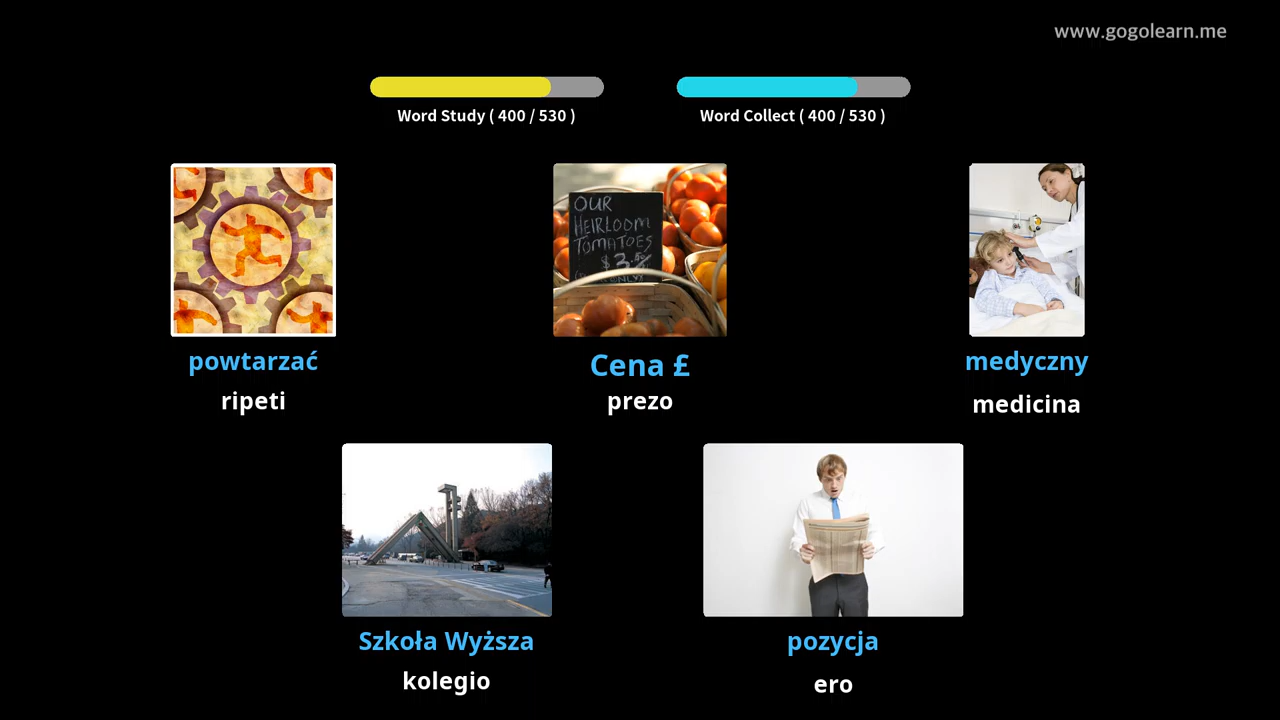 www.gogolearn.me
Word Study ( 400 / 530 )
Word Collect ( 400 / 530 )
OUR
HEIRLOOM
TOMATOES
powtarzać
Cena £
medyczny
ripeti
prezo
medicina
Szkoła Wyższa
pozycja
kolegio
ero